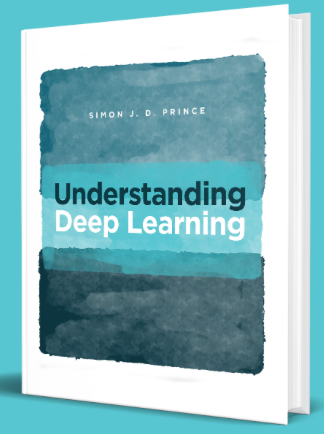 SIMON J. D. PRINCE
Understanding
Deep Learning